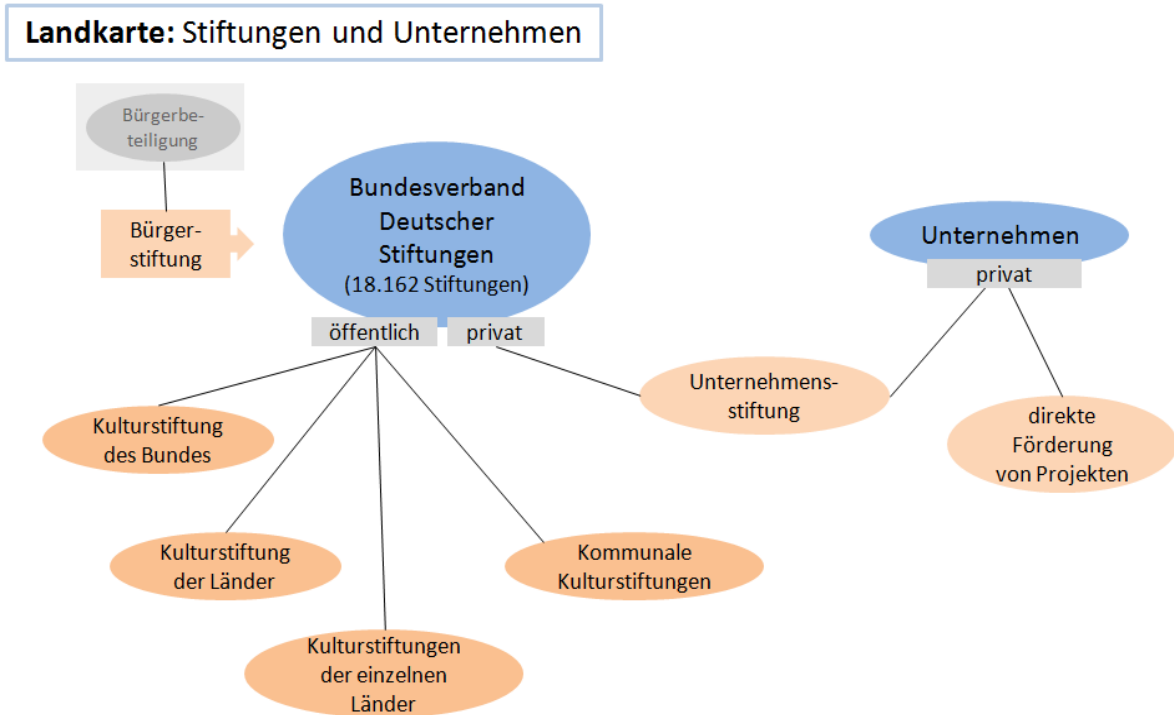 Landkarte: Stiftungen und Unternehmen
Bürgerbe-
teiligung
Bürger-
stiftung
Bundesverband
Deutscher
Stiftungen
(18.162 Stiftungen)
öffentlich
privat
Unternehmen
privat
Unternehmens-
stiftung
direkte
Förderung
von Projekten
Kulturstiftung
des Bundes
Kulturstiftung
der Länder
Kommunale
Kulturstiftungen
Kulturstiftungen
der einzelnen
Länder